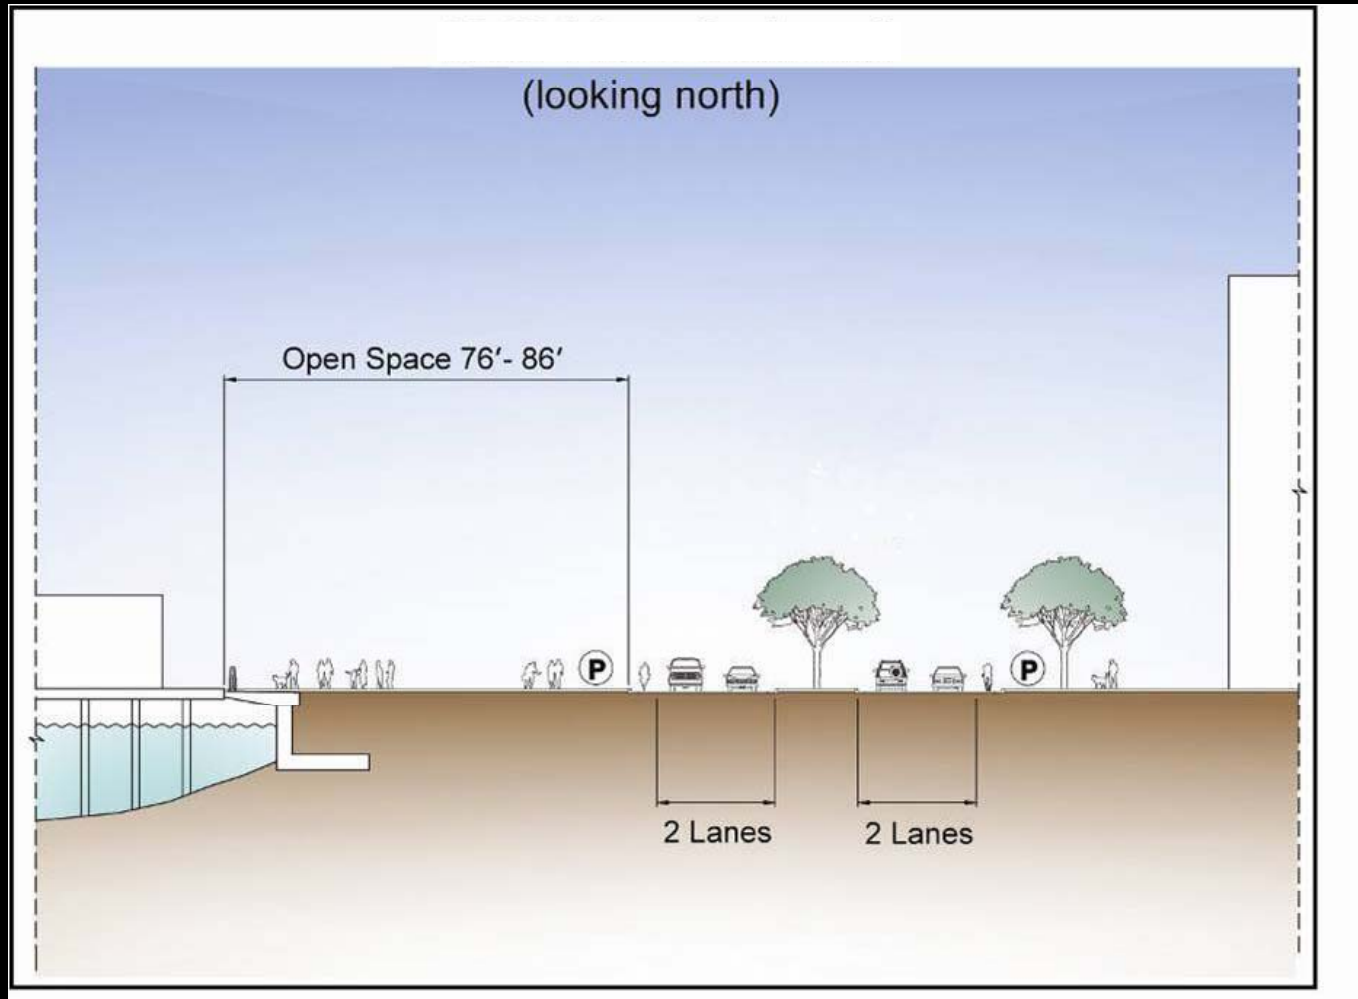 (looking north)
Open Space 76′- 86′
P
P
2 Lanes
2 Lanes